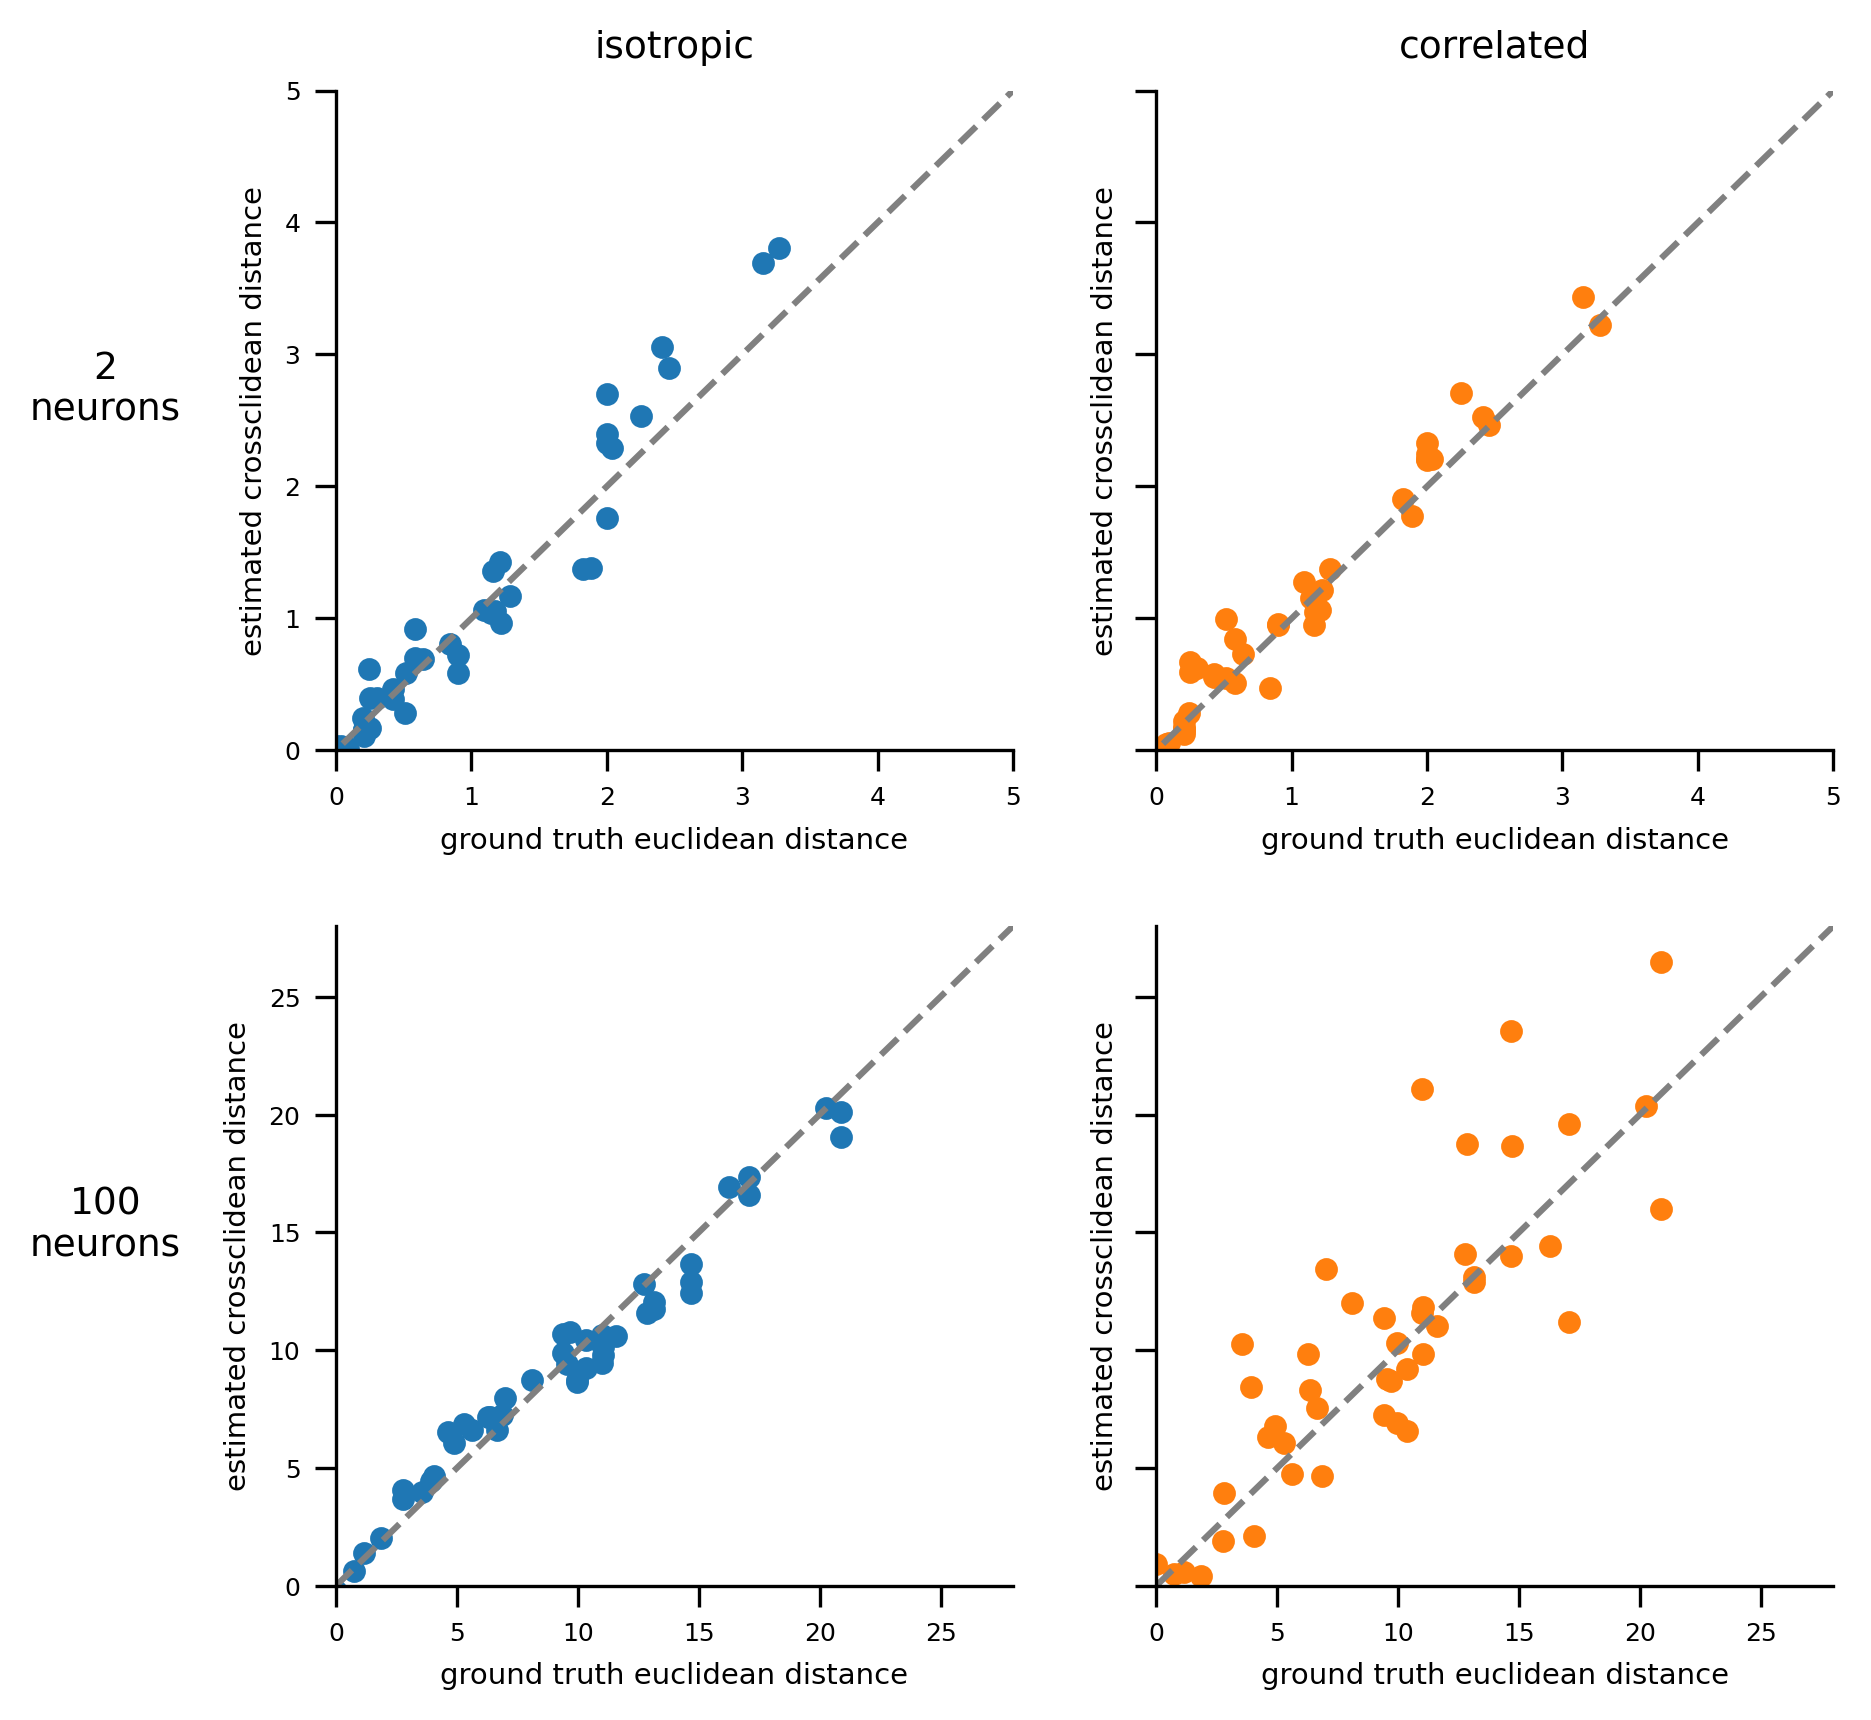 isotropic
correlated
2
neurons
estimated crossclidean distance
5
4
3
2
1
0
0 1 2 3 4 5
ground truth euclidean distance
estimated crossclidean distance
0 1 2 3 4 5
ground truth euclidean distance
100
neurons
estimated crossclidean distance
25
20
15
10
5
0
0 5 10 15 20 25
ground truth euclidean distance
estimated crossclidean distance
0 5 10 15 20 25
ground truth euclidean distance